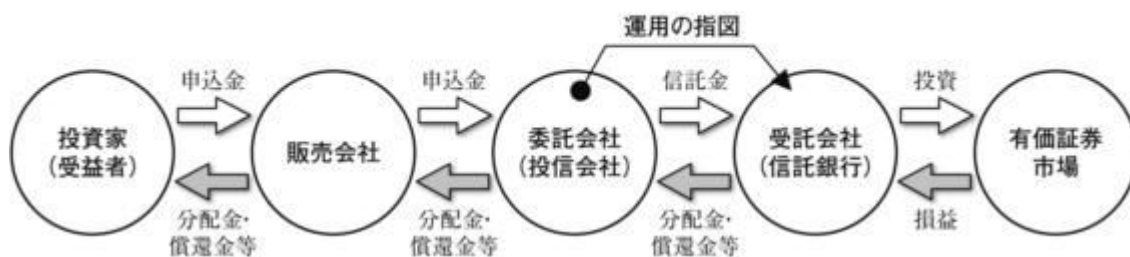 運用の指図
申込金
申込金
信託金
投資
投資家
(受益者)
販売会社
委託会社
(投信会社)
受託会社
(信託銀行)
有価証券
市場
分配金・
償還金等
分配金・
償還金等
分配金・
償還金等
損益